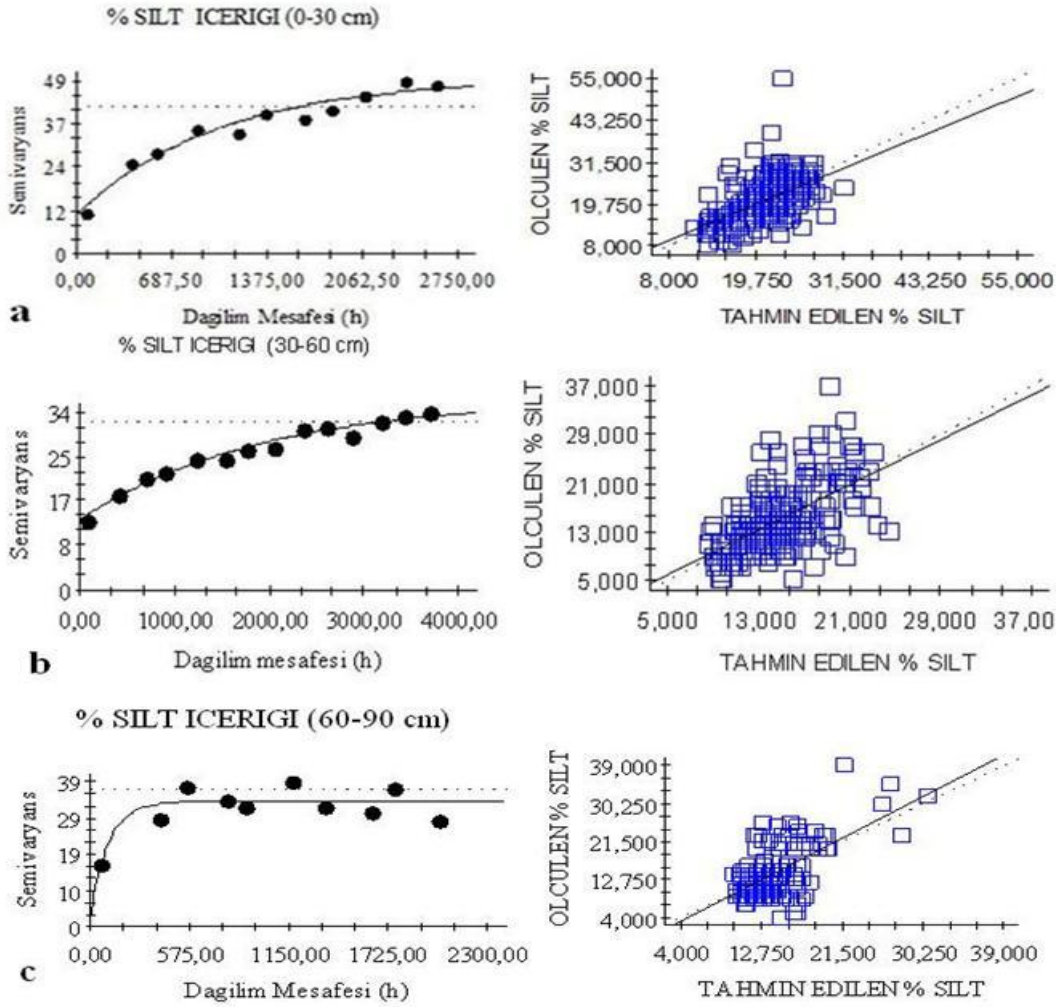 % SILT ICERIGI (0-30 cm)
Semivaryans
49
37
24
12
0
0,00 687,50 1375,00 2062,50 2750,00
Dagilim Mesafesi (h)
OLCULEN % SILT
55,000
43,250
31,500
19,750
8,000
8,000 19,750 31,500 43,250 55,000
TAHMIN EDILEN % SILT
a
% SILT ICERIGI (30-60 cm)
Semivaryans
34
25
17
8
0
0,00 1000,00 2000,00 3000,00 4000,00
Dagilim mesafesi (h)
OLCULEN % SILT
37,000
29,000
21,000
13,000
5,000
5,000 13,000 21,000 29,000 37,00
TAHMIN EDILEN % SILT
b
% SILT ICERIGI (60-90 cm)
Semivaryans
39
29
19
10
0
0,00 575,00 1150,00 1725,00 2300,00
Dagilim Mesafesi (h)
OLCULEN % SILT
39,000
30,250
21,500
12,750
4,000
4,000 12,750 21,500 30,250 39,000
TAHMIN EDILEN % SILT
c